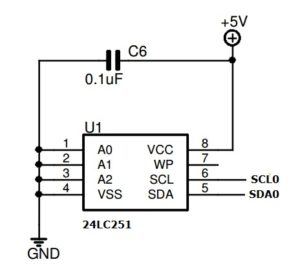 +5V
C6
0.1uF
U1
1 A0 VCC 8
2 A1 WP 7
3 A2 SCL 6 SCL0
4 VSS SDA 5 SDA0
24LC251
GND